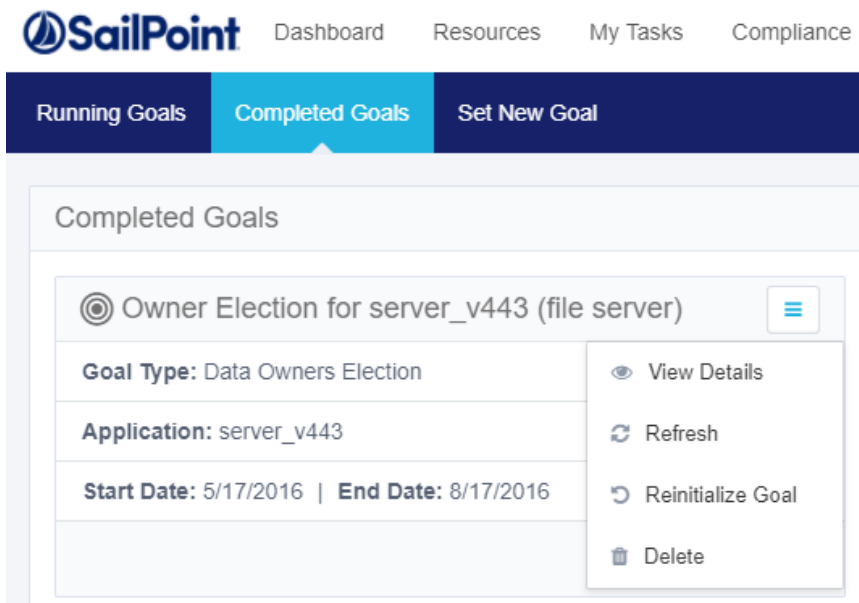 SailPoint Dashboard Resources My Tasks Compliance
Running Goals Completed Goals Set New Goal
Completed Goals
Owner Election for server_v443 (file server)
Goal Type: Data Owners Election
View Details
Application: server_v443
Refresh
Start Date: 5/17/2016 | End Date: 8/17/2016
Reinitialize Goal
Delete